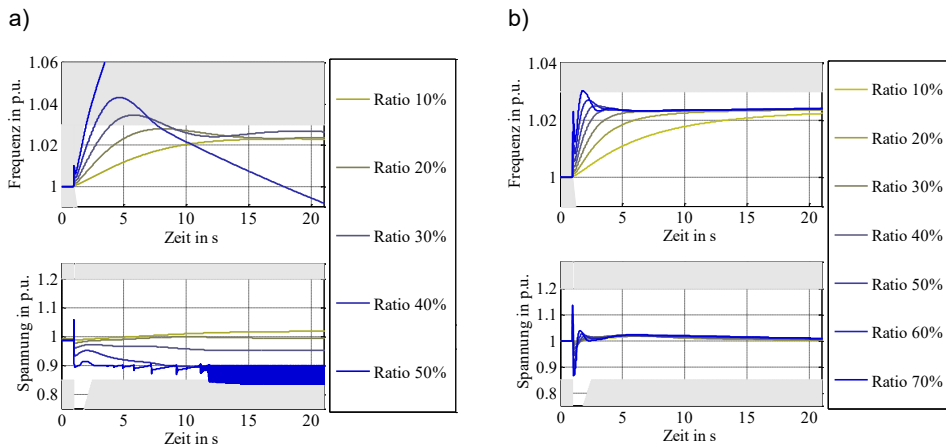 a)
1.06
1.04
1.02
1
Frequenz in p.u.
0
5
10
15
20
Zeit in s
1.2
1.1
1
0.9
0.8
Spannung in p.u.
0
5
10
15
20
Zeit in s
Ratio 10%
Ratio 20%
Ratio 30%
Ratio 40%
Ratio 50%
b)
1.04
1.02
1
Frequenz in p.u.
0
5
10
15
20
Zeit in s
1.2
1.1
1
0.9
0.8
Spannung in p.u.
0
5
10
15
20
Zeit in s
Ratio 10%
Ratio 20%
Ratio 30%
Ratio 40%
Ratio 50%
Ratio 60%
Ratio 70%